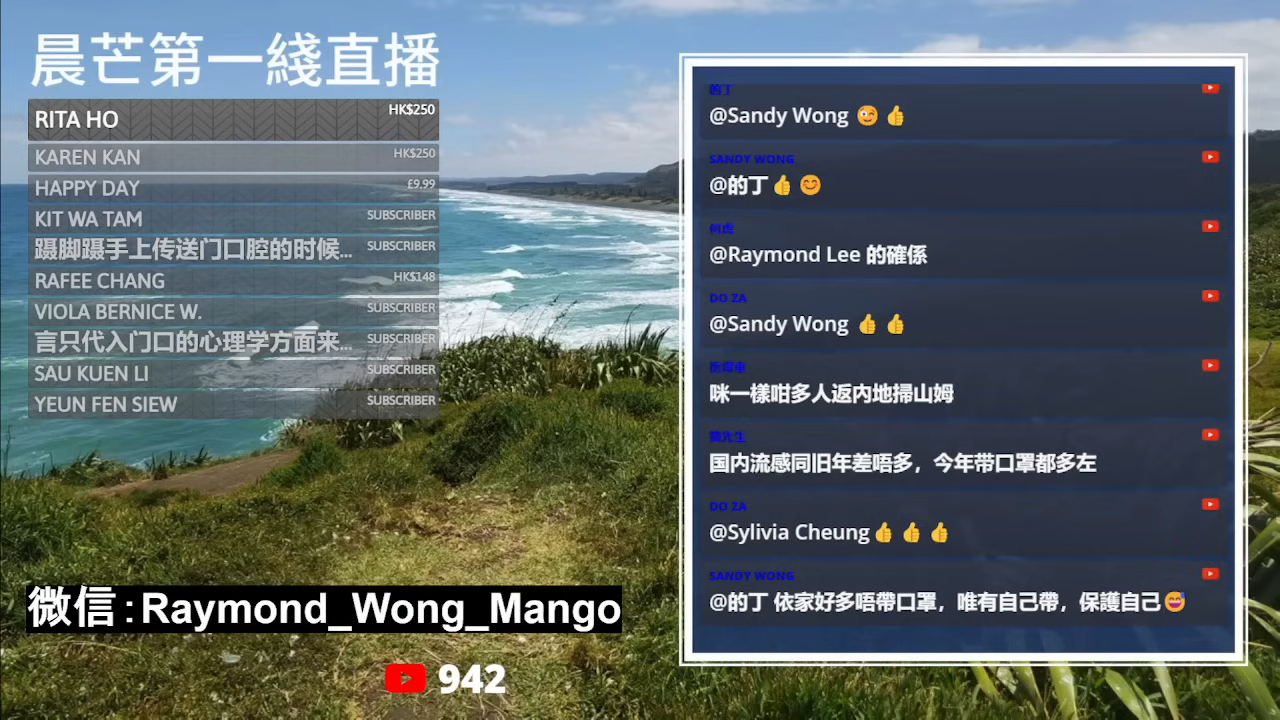 晨芒第一綫直播
RITA HO HK$250
KAREN KAN HK$250
HAPPY DAY £9.99
KIT WA TAM SUBSCRIBER
蹑脚蹑手上传送门口腔的时候... SUBSCRIBER
RAFEE CHANG HK$148
VIOLA BERNICE W. SUBSCRIBER
言只代入门口的心理学方面来... SUBSCRIBER
SAU KUEN LI SUBSCRIBER
YEUN FEN SIEW SUBSCRIBER
微信:Raymond_Wong_Mango
942
的丁
@Sandy Wong 😉 👍
SANDY WONG
@的丁👍 😊
何虎
@Raymond Lee 的確係
DO ZA
@Sandy Wong 👍 👍
咪一樣咁多人返内地掃山姆
黄先生
国内流感同旧年差唔多，今年带口罩都多左
DO ZA
@Sylivia Cheung👍 👍 👍
SANDY WONG
@的丁 依家好多唔帶口罩，唯有自己帶，保護自己😅